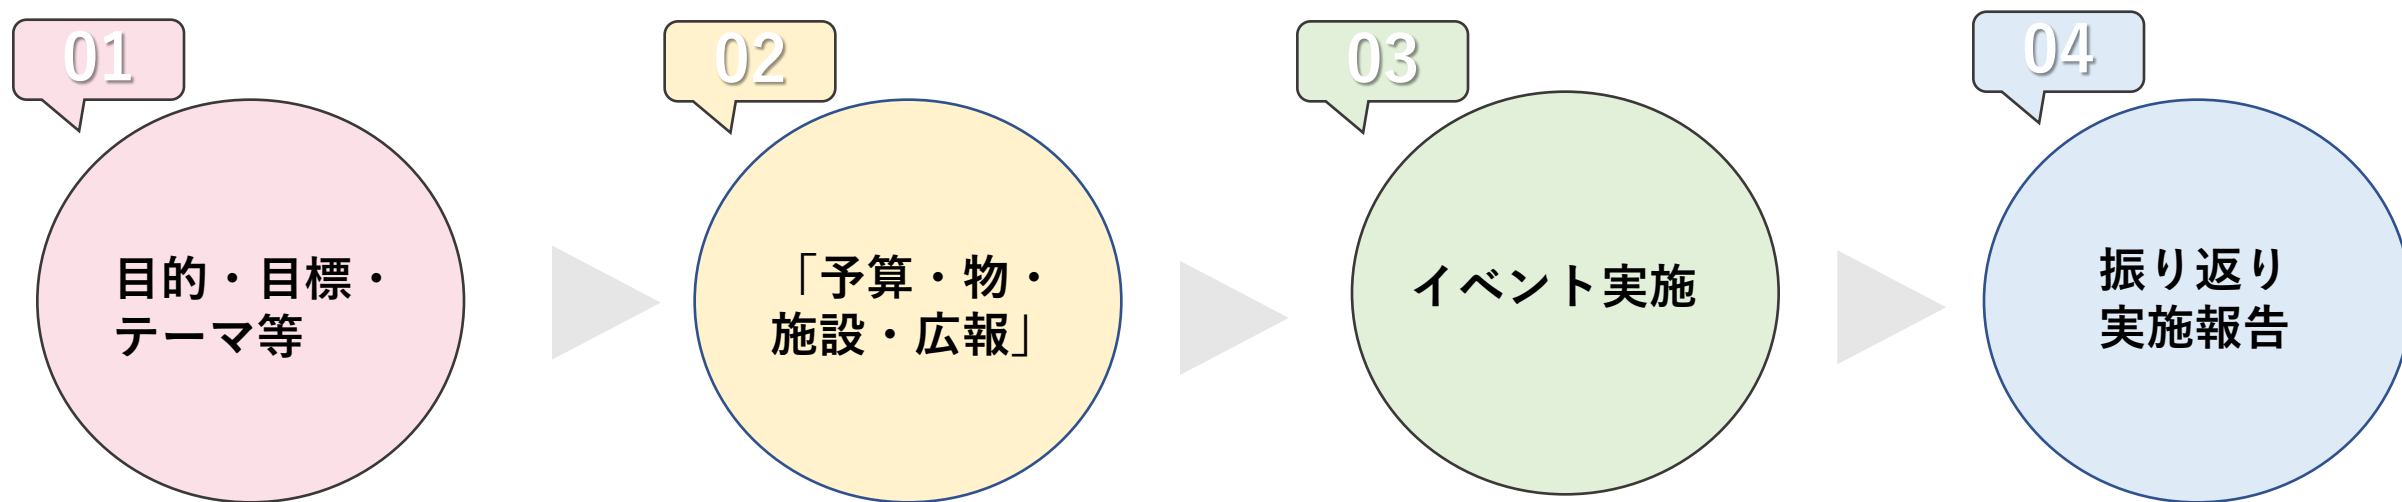 01
目的・目標・
テーマ等
02
「予算・物・
施設・広報」
03
イベント実施
04
振り返り
実施報告